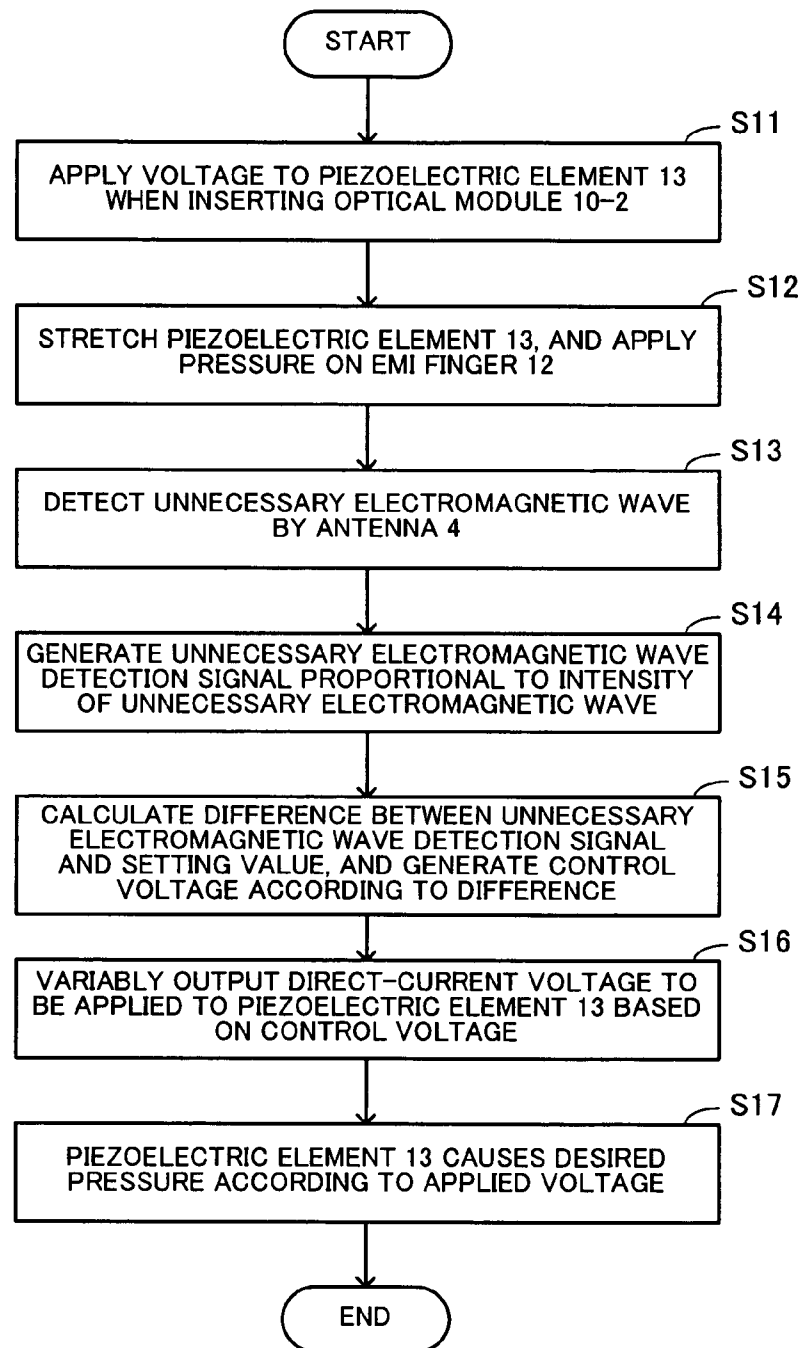 START
S11
APPLY VOLTAGE TO PIEZOELECTRIC ELEMENT 13
WHEN INSERTING OPTICAL MODULE 10-2
S12
STRETCH PIEZOELECTRIC ELEMENT 13, AND APPLY
PRESSURE ON EMI FINGER 12
S13
DETECT UNNECESSARY ELECTROMAGNETIC WAVE
BY ANTENNA 4
S14
GENERATE UNNECESSARY ELECTROMAGNETIC WAVE
DETECTION SIGNAL PROPORTIONAL TO INTENSITY
OF UNNECESSARY ELECTROMAGNETIC WAVE
S15
CALCULATE DIFFERENCE BETWEEN UNNECESSARY
ELECTROMAGNETIC WAVE DETECTION SIGNAL
AND SETTING VALUE, AND GENERATE CONTROL
VOLTAGE ACCORDING TO DIFFERENCE
S16
VARIABLY OUTPUT DIRECT-CURRENT VOLTAGE TO
BE APPLIED TO PIEZOELECTRIC ELEMENT 13 BASED
ON CONTROL VOLTAGE
S17
PIEZOELECTRIC ELEMENT 13 CAUSES DESIRED
PRESSURE ACCORDING TO APPLIED VOLTAGE
END